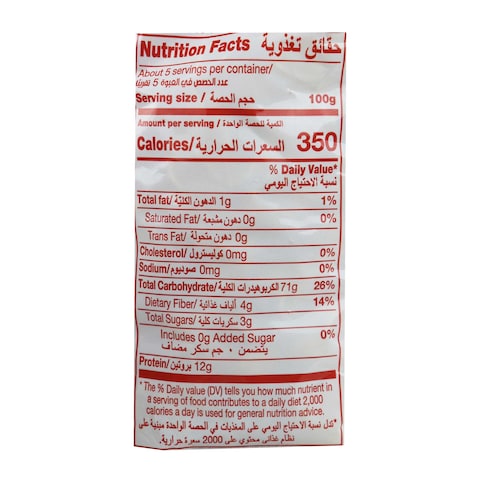 Nutrition Facts حقائق تغذوية
About 5 servings per container/
عدد الحصص في العبوة 5 تقريبًا
Serving size / حجم الحصة 100g
Amount per serving / الكمية للحصة الواحدة
Calories/ السعرات الحرارية 350
% Daily Value*
نسبة الاحتياج اليومي
Total fat/ الدهون الكلية 1g 1%
Saturated Fat/ دهون مشبعة 0g 0%
Trans Fat/ دهون متحولة 0g
Cholesterol/ كوليسترول 0mg 0%
Sodium/ صوديوم 0mg 0%
Total Carbohydrate/ الكربوهيدرات الكلية 71g 26%
Dietary Fiber/ ألياف غذائية 4g 14%
Total Sugars/ سكريات كلية 3g
Includes 0g Added Sugar 0%
يتضمن ٠ جم سكر مضاف
Protein/ بروتين 12g
* The % Daily value (DV) tells you how much nutrient in
a serving of food contributes to a daily diet 2,000
calories a day is used for general nutrition advice.
*تدل نسبة الاحتياج اليومي على المغذيات في الحصة الواحدة مبنية على
نظام غذائي محتوي على 2000 سعرة حرارية.